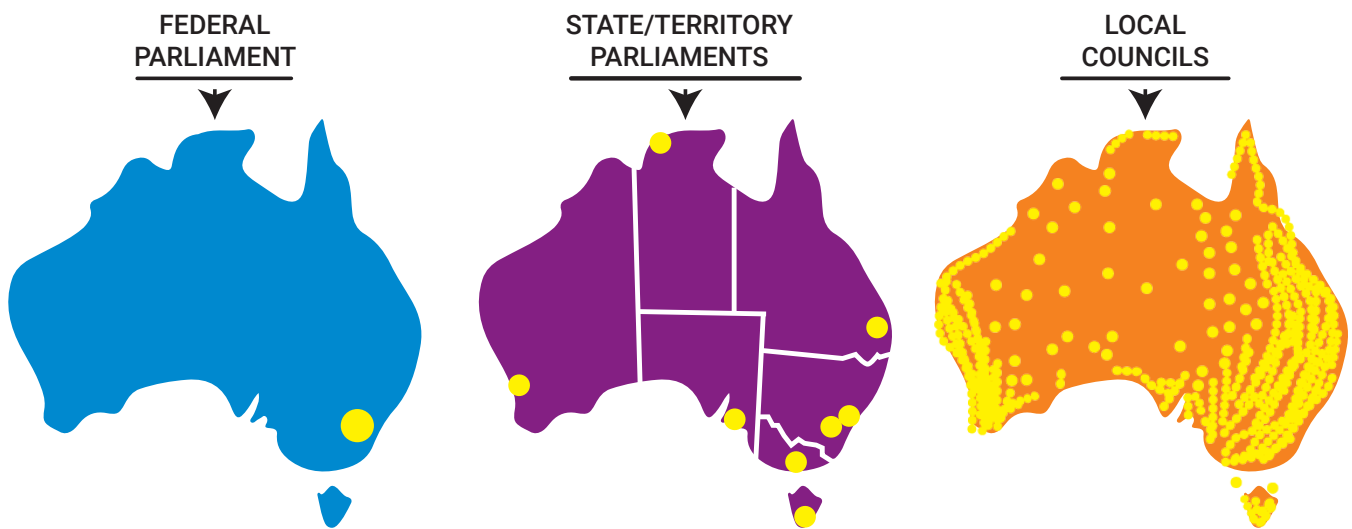 FEDERAL
PARLIAMENT
STATE/TERRITORY
PARLIAMENTS
LOCAL
COUNCILS